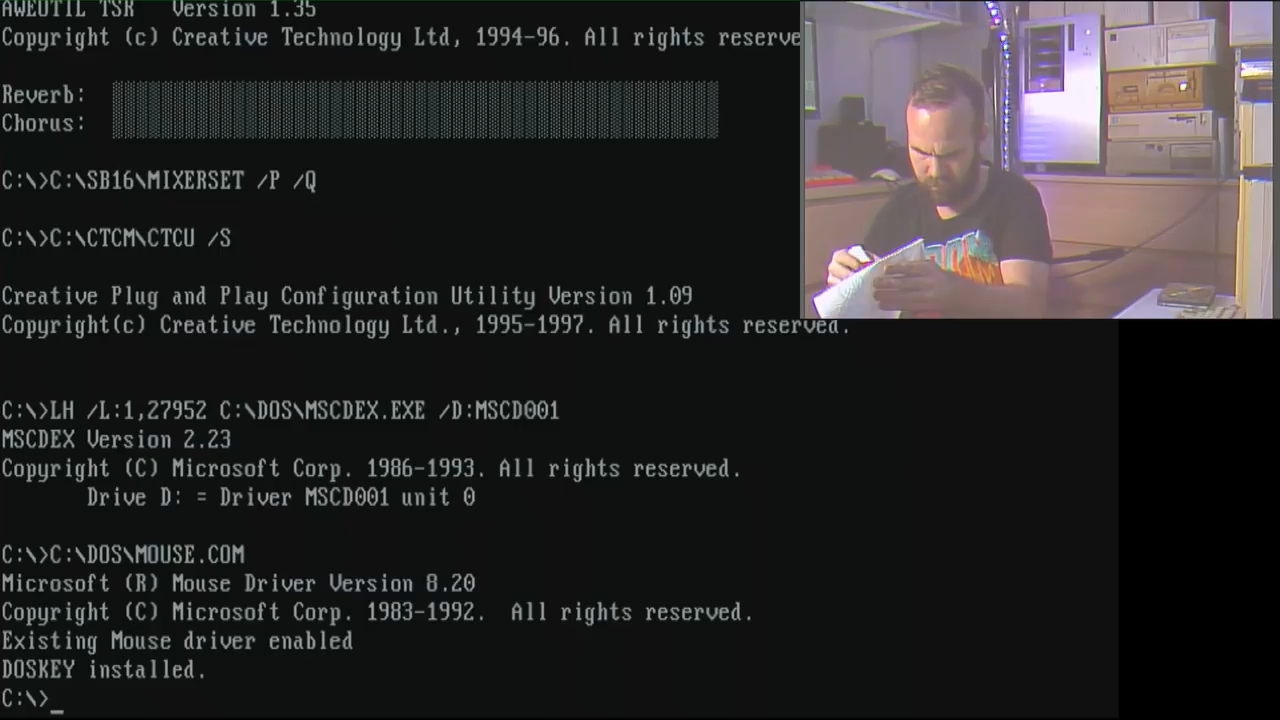 AWEUTIL TSR Version 1.35
Copyright (c) Creative Technology Ltd, 1994-96. All rights reserve
Reverb:
Chorus:
C:\>C:\SB16\MIXERSET /P /Q
C:\>C:\CTCM\CTCU /S
Creative Plug and Play Configuration Utility Version 1.09
Copyright(c) Creative Technology Ltd., 1995-1997. All rights reserved.
C:\>LH /L:1,27952 C:\DOS\MSCDEX.EXE /D:MSCD001
MSCDEX Version 2.23
Copyright (C) Microsoft Corp. 1986-1993. All rights reserved.
Drive D: = Driver MSCD001 unit 0
C:\>C:\DOS\MOUSE.COM
Microsoft (R) Mouse Driver Version 8.20
Copyright (C) Microsoft Corp. 1983-1992. All rights reserved.
Existing Mouse driver enabled
DOSKEY installed.
C:\>_